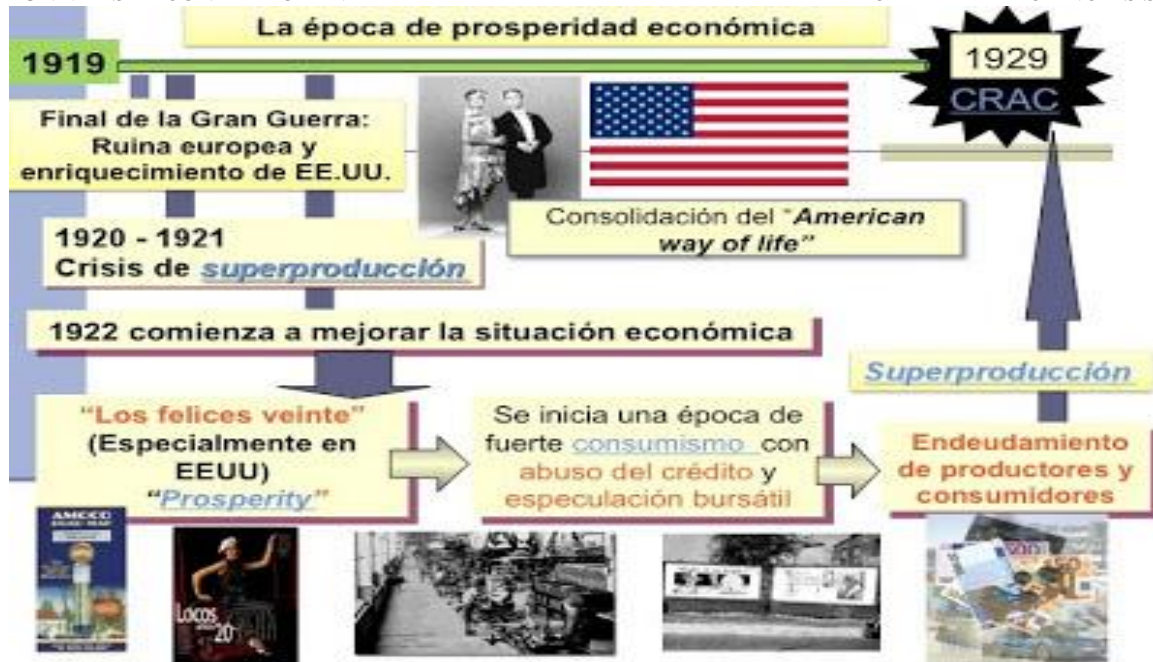 La época de prosperidad económica
1919
1929
CRAC
Final de la Gran Guerra:
Ruina europea y
enriquecimiento de EE.UU.
Consolidación del “American
way of life”
1920 - 1921
Crisis de superproducción
1922 comienza a mejorar la situación económica
Superproducción
“Los felices veinte”
(Especialmente en
EEUU)
“Prosperity”
Se inicia una época de
fuerte consumismo con
abuso del crédito y
especulación bursátil
Endeudamiento
de productores y
consumidores
Locos
20